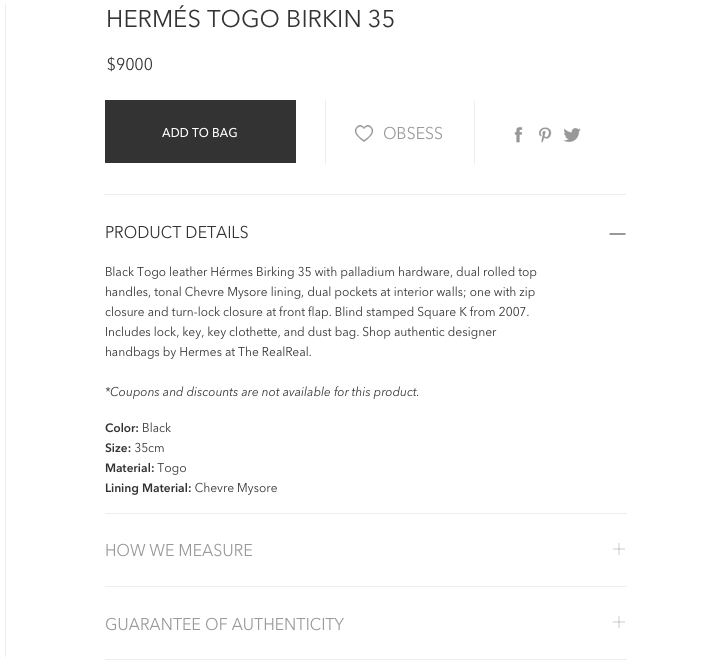 HERMÉS TOGO BIRKIN 35
$9000
ADD TO BAG
OBSESS
PRODUCT DETAILS
Black Togo leather Hérmes Birking 35 with palladium hardware, dual rolled top
handles, tonal Chevre Mysore lining, dual pockets at interior walls; one with zip
closure and turn-lock closure at front flap. Blind stamped Square K from 2007.
Includes lock, key, key clothette, and dust bag. Shop authentic designer
handbags by Hermes at The RealReal.
*Coupons and discounts are not available for this product.
Color: Black
Size: 35cm
Material: Togo
Lining Material: Chevre Mysore
HOW WE MEASURE
GUARANTEE OF AUTHENTICITY